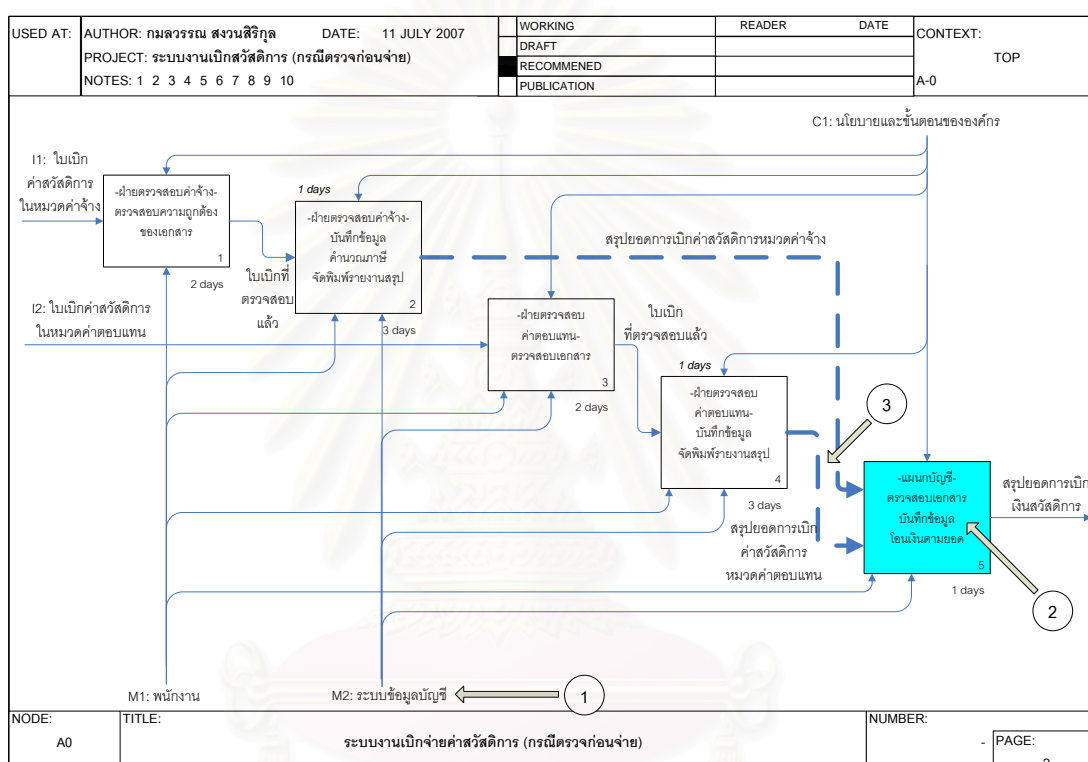 USED AT:
AUTHOR: กมลวรรณ สงวนสิริกุล DATE: 11 JULY 2007
PROJECT: ระบบงานเบิกสวัสดิการ (กรณีตรวจก่อนจ่าย)
NOTES: 1 2 3 4 5 6 7 8 9 10
WORKING
DRAFT
RECOMMENED
PUBLICATION
READER DATE
CONTEXT:
TOP
A-0
C1: นโยบายและขั้นตอนขององค์กร
I1: ใบเบิก
ค่าสวัสดิการ
ในหมวดค่าจ้าง
-ฝ่ายตรวจสอบค่าจ้าง-
ตรวจสอบความถูกต้อง
ของเอกสาร
1
2 days
1 days
-ฝ่ายตรวจสอบค่าจ้าง-
บันทึกข้อมูล
คำนวณภาษี
จัดพิมพ์รายงานสรุป
2
3 days
ใบเบิกที่
ตรวจสอบ
แล้ว
สรุปยอดการเบิกค่าสวัสดิการหมวดค่าจ้าง
I2: ใบเบิกค่าสวัสดิการ
ในหมวดค่าตอบแทน
-ฝ่ายตรวจสอบ
ค่าตอบแทน-
ตรวจสอบเอกสาร
3
2 days
ใบเบิก
ที่ตรวจสอบแล้ว
1 days
-ฝ่ายตรวจสอบ
ค่าตอบแทน-
บันทึกข้อมูล
จัดพิมพ์รายงานสรุป
4
3 days
สรุปยอดการเบิก
ค่าสวัสดิการ
หมวดค่าตอบแทน
3
-แผนกบัญชี-
ตรวจสอบเอกสาร
บันทึกข้อมูล
โอนเงินตามยอด
5
1 days
สรุปยอดการเบิก
เงินสวัสดิการ
2
M1: พนักงาน
M2: ระบบข้อมูลบัญชี
1
NODE:
A0
TITLE:
ระบบงานเบิกจ่ายค่าสวัสดิการ (กรณีตรวจก่อนจ่าย)
NUMBER:
-
PAGE: